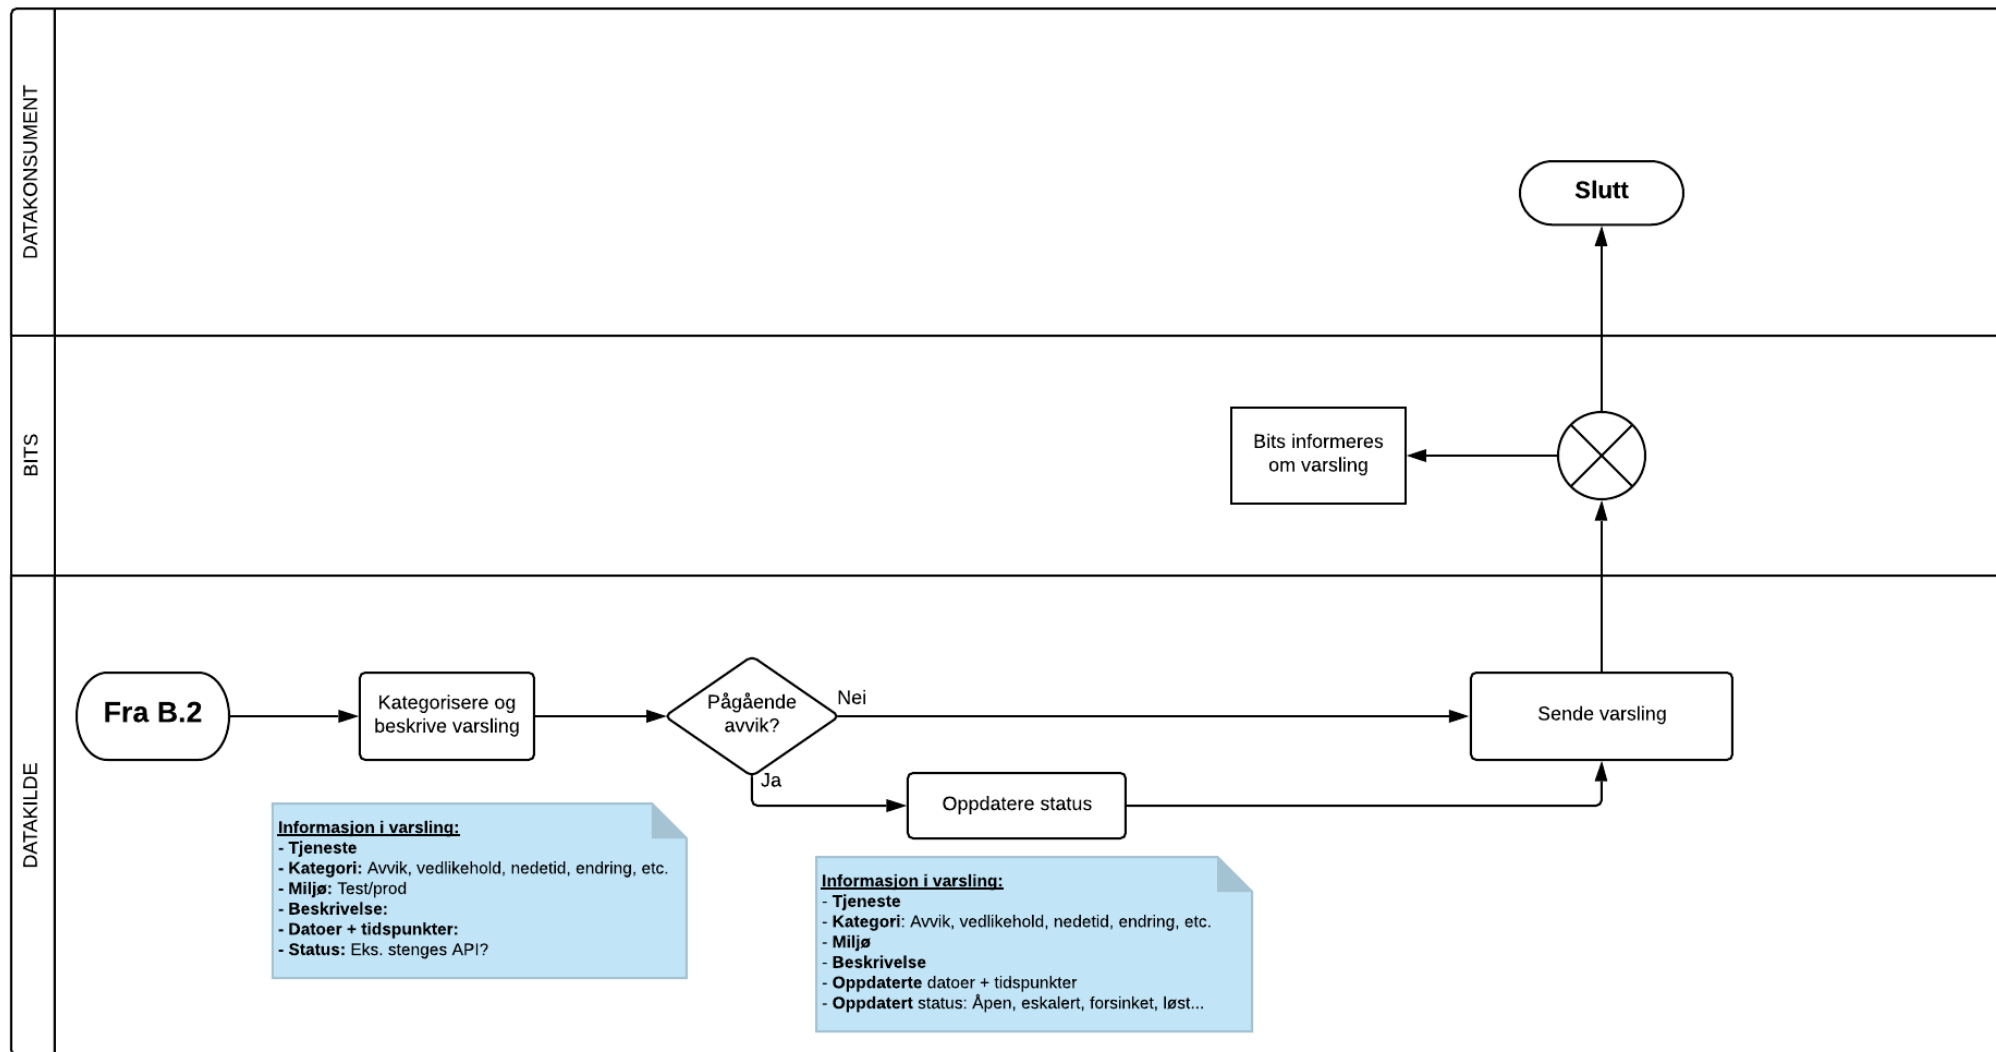 DATAKONSUMENT
Slutt
BITS
Bits informeres
om varsling
DATAKILDE
Fra B.2
Kategorisere og
beskrive varsling
Pågående
avvik?
Nei
Ja
Sende varsling
Oppdatere status
Informasjon i varsling:
- Tjeneste
- Kategori: Avvik, vedlikehold, nedetid, endring, etc.
- Miljø: Test/prod
- Beskrivelse:
- Datoer + tidspunkter:
- Status: Eks. stenges API?
Informasjon i varsling:
- Tjeneste
- Kategori: Avvik, vedlikehold, nedetid, endring, etc.
- Miljø
- Beskrivelse
- Oppdaterte datoer + tidspunkter
- Oppdatert status: Åpen, eskalert, forsinket, løst...